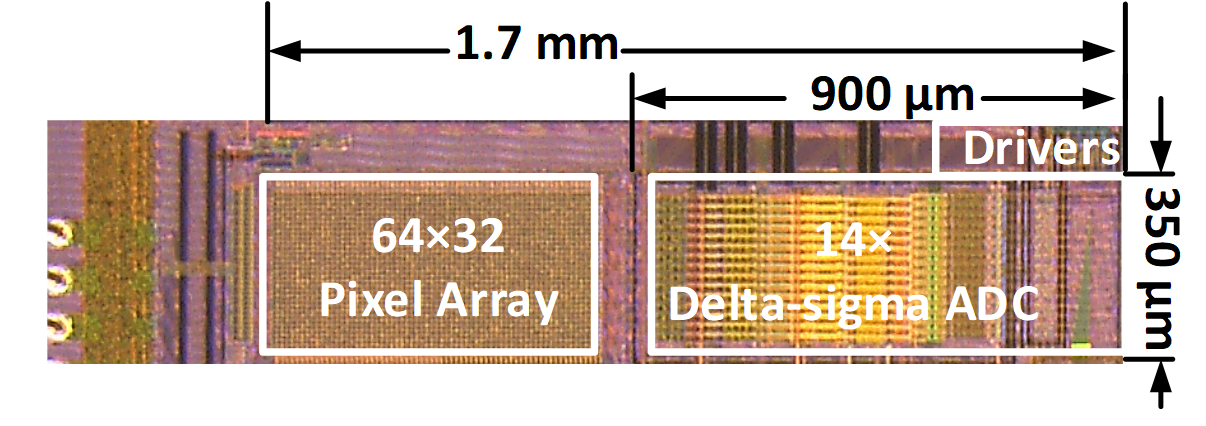 1.7 mm
900 µm
Drivers
64×32
Pixel Array
14×
Delta-sigma ADC
350 µm